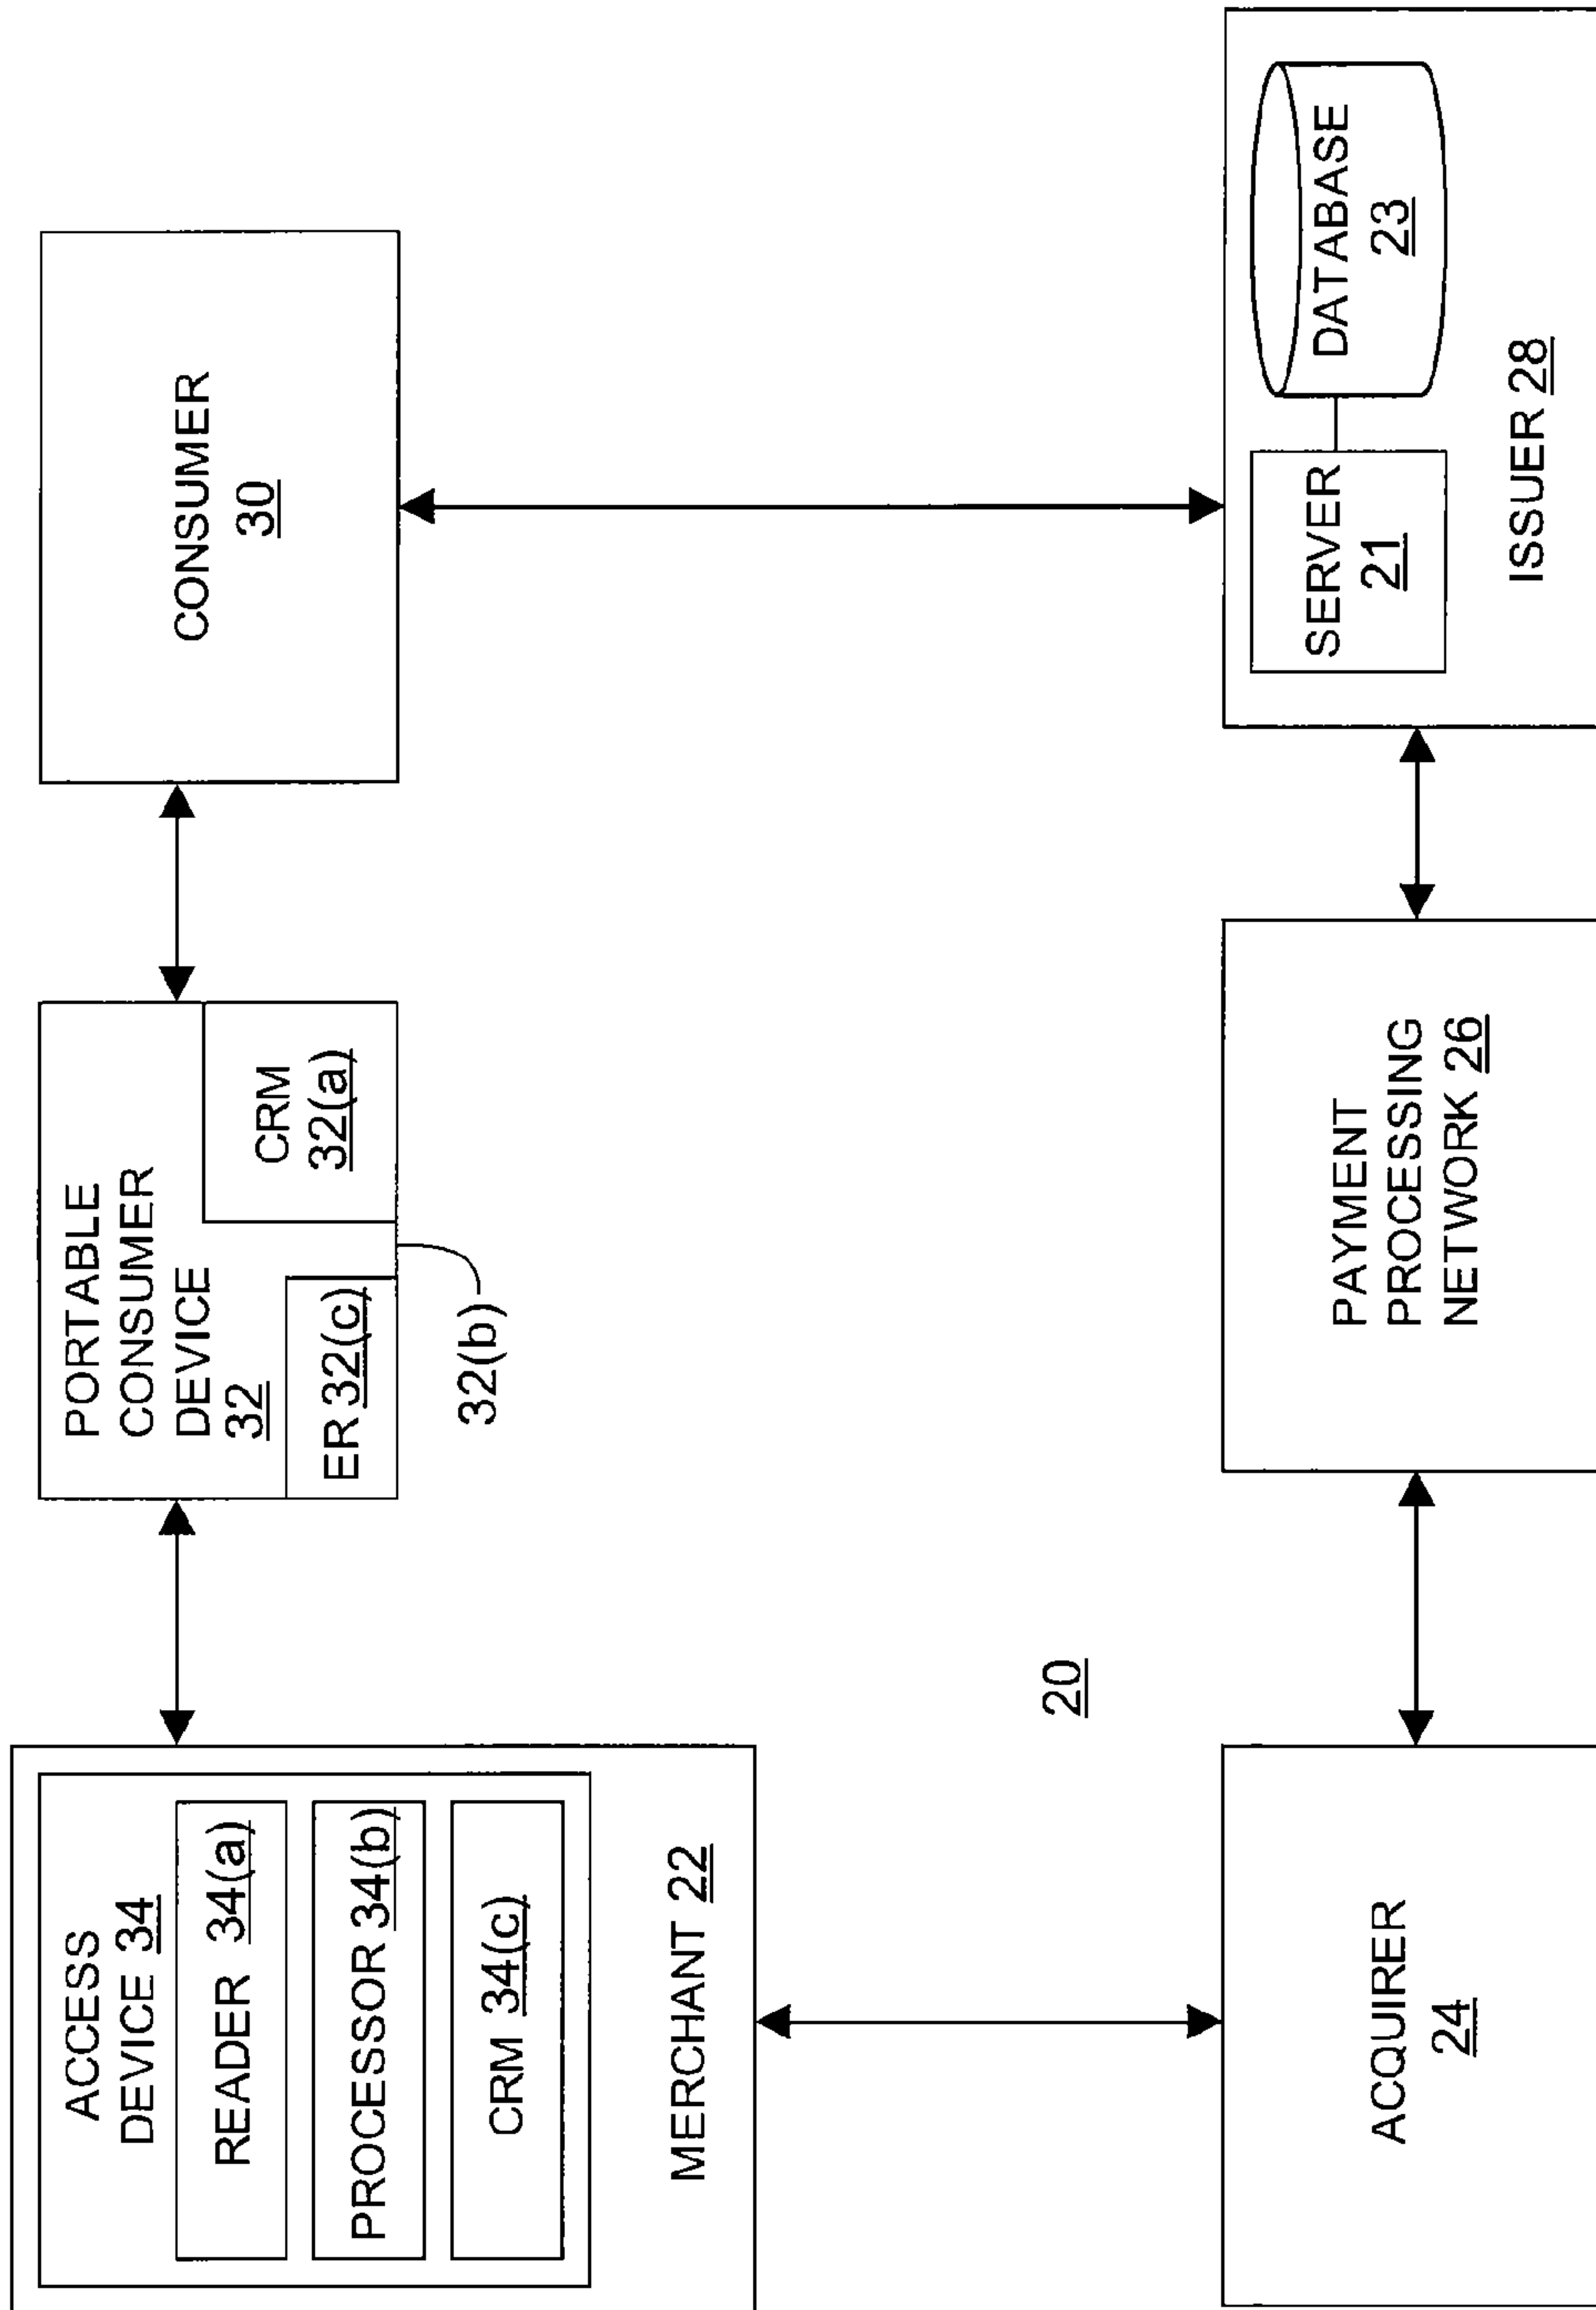 ACCESS
DEVICE 34
READER 34(a)
PROCESSOR 34(b)
CRM 34(c)
MERCHANT 22
PORTABLE
CONSUMER
DEVICE
32
ER 32(c)
CRM
32(a)
32(b)
CONSUMER
30
20
ACQUIRER
24
PAYMENT
PROCESSING
NETWORK 26
SERVER
21
DATABASE
23
ISSUER 28